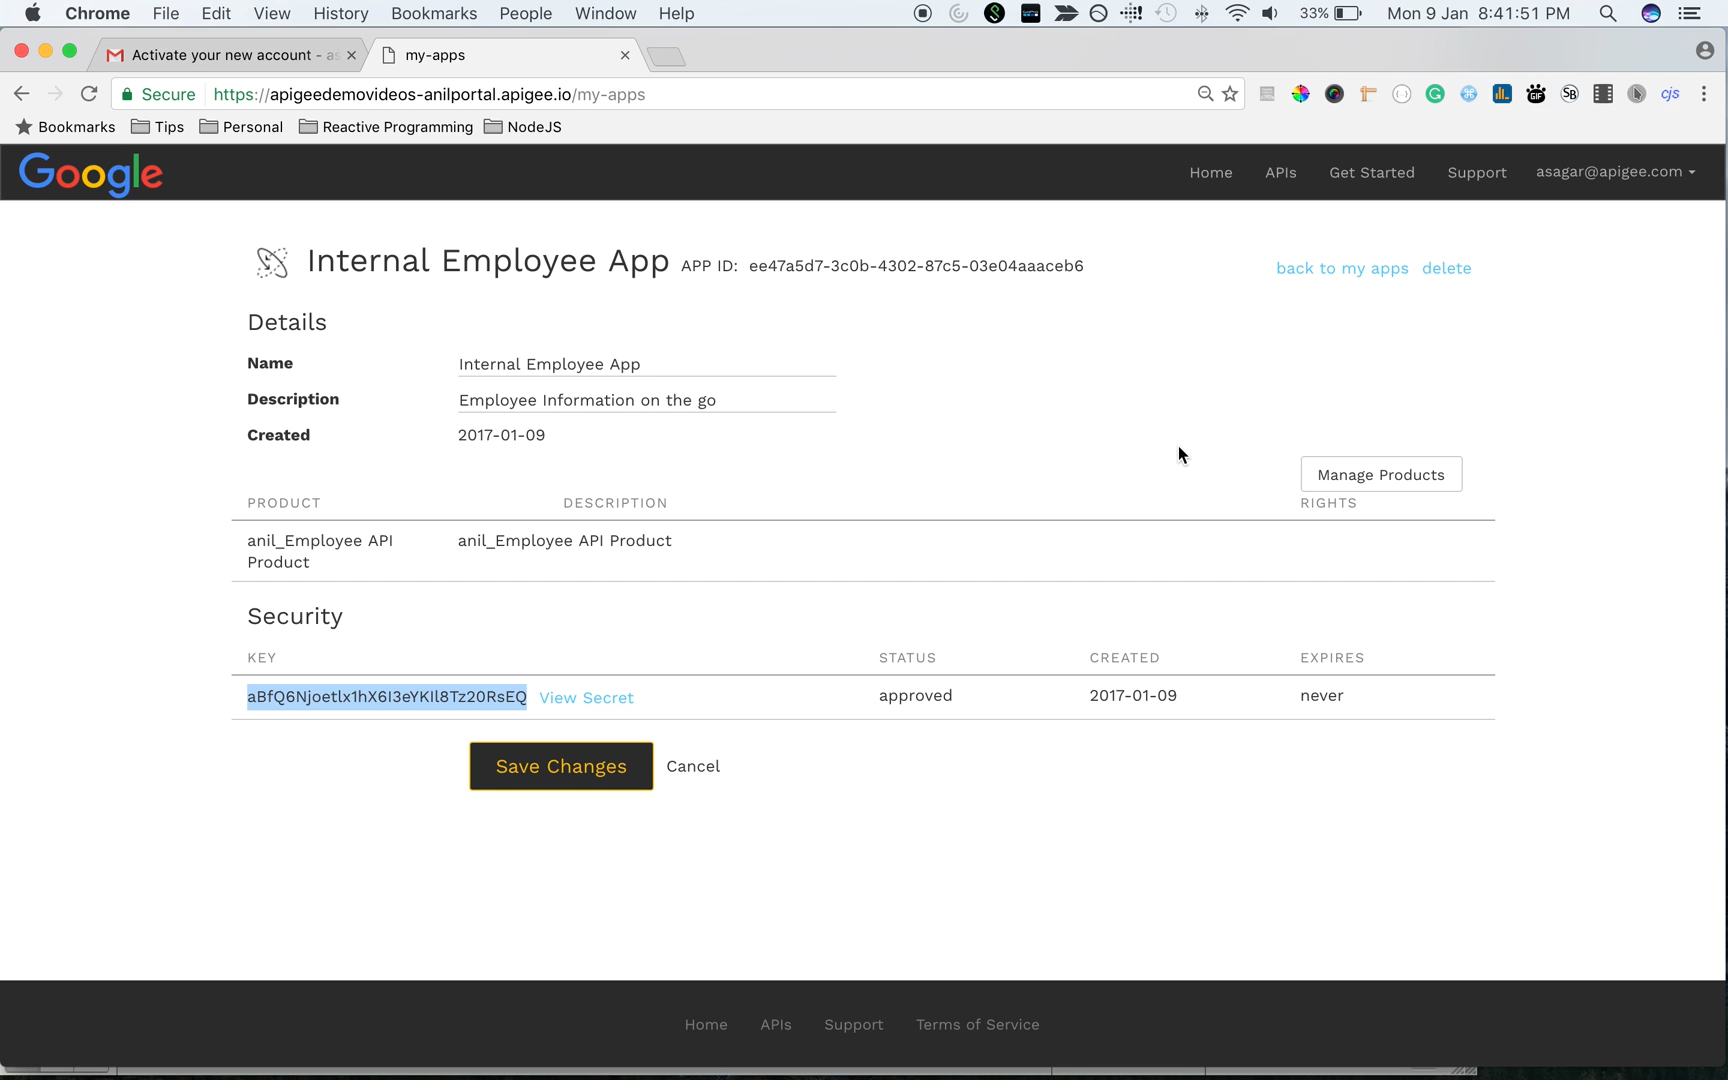 Chrome File Edit View History Bookmarks People Window Help 33% Mon 9 Jan 8:41:51 PM
Activate your new account - as my-apps
Secure https://apigeedemovideos-anilportal.apigee.io/my-apps
Bookmarks Tips Personal Reactive Programming NodeJS
Google Home APIs Get Started Support asagar@apigee.com
Internal Employee App APP ID: ee47a5d7-3c0b-4302-87c5-03e04aaaceb6 back to my apps delete
Details
Name Internal Employee App
Description Employee Information on the go
Created 2017-01-09
Manage Products
PRODUCT DESCRIPTION RIGHTS
anil_Employee API anil_Employee API Product
Product
Security
KEY STATUS CREATED EXPIRES
aBfQ6Njoetlx1hX6I3eYKIl8Tz20RsEQ View Secret approved 2017-01-09 never
Save Changes Cancel
Home APIs Support Terms of Service